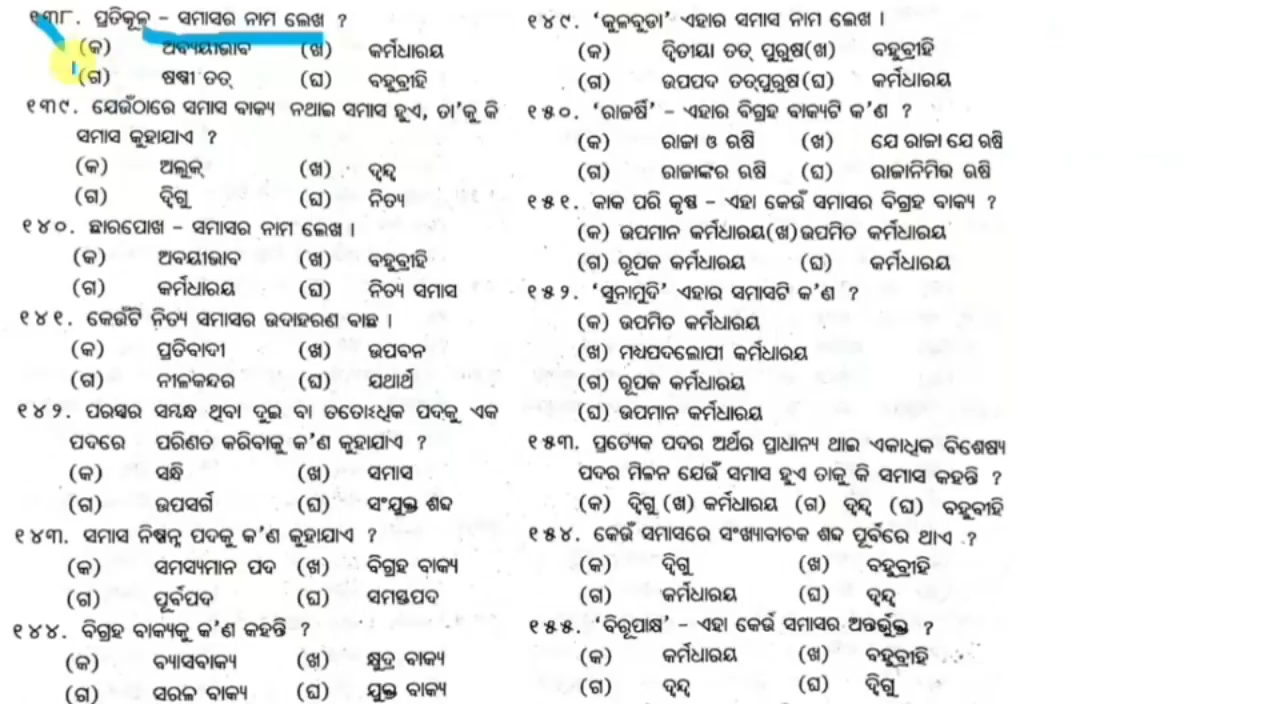 ୧୩୮. ପ୍ରତିକୂଳ – ସମାସର ନାମ ଲେଖ ?
(କ) ଅବ୍ୟୟୀଭାବ (ଖ) କର୍ମଧାରୟ
(ଗ) ଷଷ୍ଠୀ ତତ୍ (ଘ) ବହୁବ୍ରୀହି
୧୩୯. ଯେଉଁଠାରେ ସମାସ ବାକ୍ୟ ନଥାଇ ସମାସ ହୁଏ, ତା'କୁ କି
ସମାସ କୁହାଯାଏ ?
(କ) ଅଲୁକ୍ (ଖ) ଦ୍ୱନ୍ଦ୍ୱ
(ଗ) ଦ୍ୱିଗୁ (ଘ) ନିତ୍ୟ
୧୪୦. ଛାରପୋଖ – ସମାସର ନାମ ଲେଖ ।
(କ) ଅବୟୀଭାବ (ଖ) ବହୁବ୍ରୀହି
(ଗ) କର୍ମଧାରୟ (ଘ) ନିତ୍ୟ ସମାସ
୧୪୧. କେଉଁଟି ନିତ୍ୟ ସମାସର ଉଦାହରଣ ବାଛ ।
(କ) ପ୍ରତିବାଦୀ (ଖ) ଉପବନ
(ଗ) ନୀଳକନ୍ଦର (ଘ) ଯଥାର୍ଥ
୧୪୨. ପରସ୍ପର ସମ୍ବନ୍ଧ ଥିବା ଦୁଇ ବା ତତୋଽଧିକ ପଦକୁ ଏକ
ପଦରେ ପରିଣତ କରିବାକୁ କ'ଣ କୁହାଯାଏ ?
(କ) ସନ୍ଧି (ଖ) ସମାସ
(ଗ) ଉପସର୍ଗ (ଘ) ସଂଯୁକ୍ତ ଶବ୍ଦ
୧୪୩. ସମାସ ନିଷ୍ପନ୍ନ ପଦକୁ କ'ଣ କୁହାଯାଏ ?
(କ) ସମସ୍ୟମାନ ପଦ (ଖ) ବିଗ୍ରହ ବାକ୍ୟ
(ଗ) ପୂର୍ବପଦ (ଘ) ସମସ୍ତପଦ
୧୪୪. ବିଗ୍ରହ ବାକ୍ୟକୁ କ'ଣ କହନ୍ତି ?
(କ) ବ୍ୟାସବାକ୍ୟ (ଖ) କ୍ଷୁଦ୍ର ବାକ୍ୟ
(ଗ) ସରଳ ବାକ୍ୟ (ଘ) ଯୁକ୍ତ ବାକ୍ୟ
୧୪୯. 'କୁଳବୁଡା' ଏହାର ସମାସ ନାମ ଲେଖ ।
(କ) ଦ୍ୱିତୀୟା ତତ୍ ପୁରୁଷ (ଖ) ବହୁବ୍ରୀହି
(ଗ) ଉପପଦ ତତ୍ପୁରୁଷ (ଘ) କର୍ମଧାରୟ
୧୫୦. 'ରାଜର୍ଷି' – ଏହାର ବିଗ୍ରହ ବାକ୍ୟଟି କ'ଣ ?
(କ) ରାଜା ଓ ଋଷି (ଖ) ଯେ ରାଜା ଯେ ଋଷି
(ଗ) ରାଜାଙ୍କର ଋଷି (ଘ) ରାଜାନିମିତ୍ତ ଋଷି
୧୫୧. କାକ ପରି କୃଷ – ଏହା କେଉଁ ସମାସର ବିଗ୍ରହ ବାକ୍ୟ ?
(କ) ଉପମାନ କର୍ମଧାରୟ (ଖ) ଉପମିତ କର୍ମଧାରୟ
(ଗ) ରୂପକ କର୍ମଧାରୟ (ଘ) କର୍ମଧାରୟ
୧୫୨. 'ସୁନାମୁଦି' ଏହାର ସମାସଟି କ'ଣ ?
(କ) ଉପମିତ କର୍ମଧାରୟ
(ଖ) ମଧ୍ୟପଦଲୋପୀ କର୍ମଧାରୟ
(ଗ) ରୂପକ କର୍ମଧାରୟ
(ଘ) ଉପମାନ କର୍ମଧାରୟ
୧୫୩. ପ୍ରତ୍ୟେକ ପଦର ଅର୍ଥର ପ୍ରାଧାନ୍ୟ ଥାଇ ଏକାଧିକ ବିଶେଷ୍ୟ
ପଦର ମିଳନ ଯେଉଁ ସମାସ ହୁଏ ତାକୁ କି ସମାସ କହନ୍ତି ?
(କ) ଦ୍ୱିଗୁ (ଖ) କର୍ମଧାରୟ (ଗ) ଦ୍ୱନ୍ଦ୍ୱ (ଘ) ବହୁବ୍ରୀହି
୧୫୪. କେଉଁ ସମାସରେ ସଂଖ୍ୟାବାଚକ ଶବ୍ଦ ପୂର୍ବରେ ଥାଏ ?
(କ) ଦ୍ୱିଗୁ (ଖ) ବହୁବ୍ରୀହି
(ଗ) କର୍ମଧାରୟ (ଘ) ଦ୍ୱନ୍ଦ୍ୱ
୧୫୫. 'ବିରୂପାକ୍ଷ' – ଏହା କେଉଁ ସମାସର ଅନ୍ତର୍ଭୁକ୍ତ ?
(କ) କର୍ମଧାରୟ (ଖ) ବହୁବ୍ରୀହି
(ଗ) ଦ୍ୱନ୍ଦ୍ୱ (ଘ) ଦ୍ୱିଗୁ